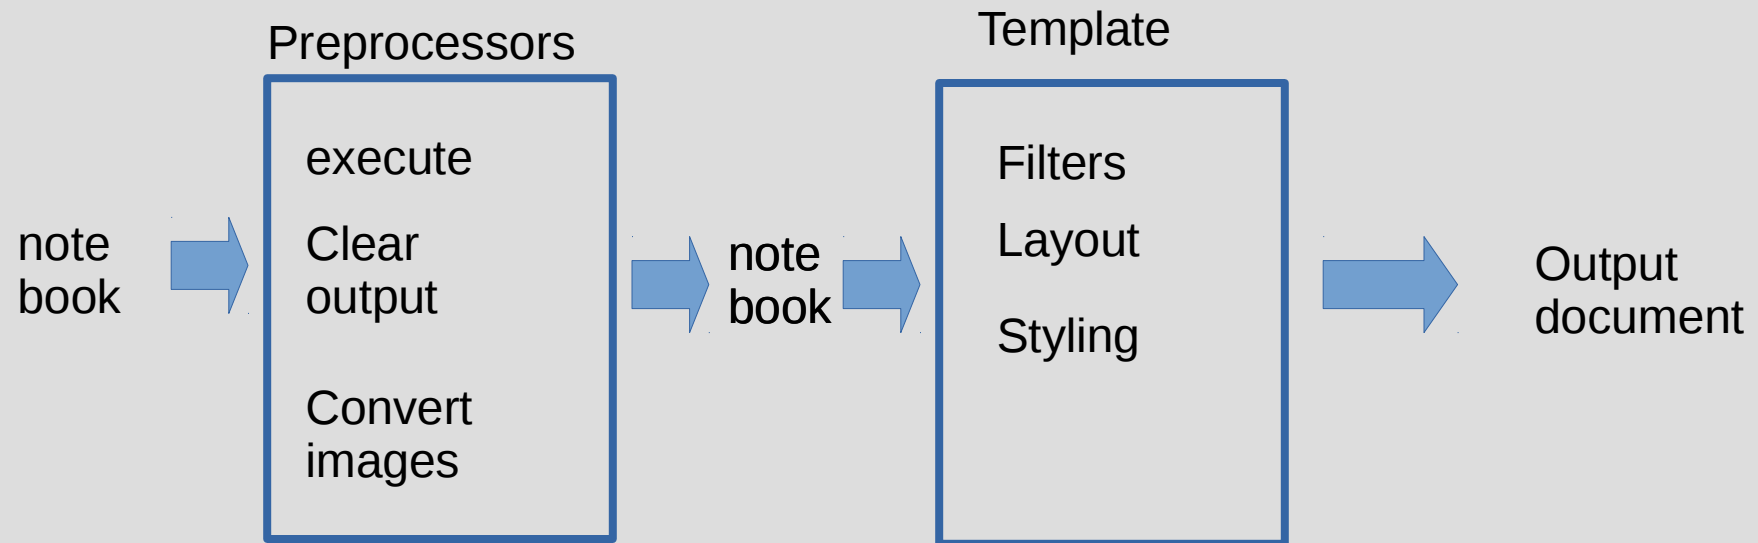 Preprocessors
Template
note
book
execute
Clear
output
Convert
images
note
book
Filters
Layout
Styling
Output
document